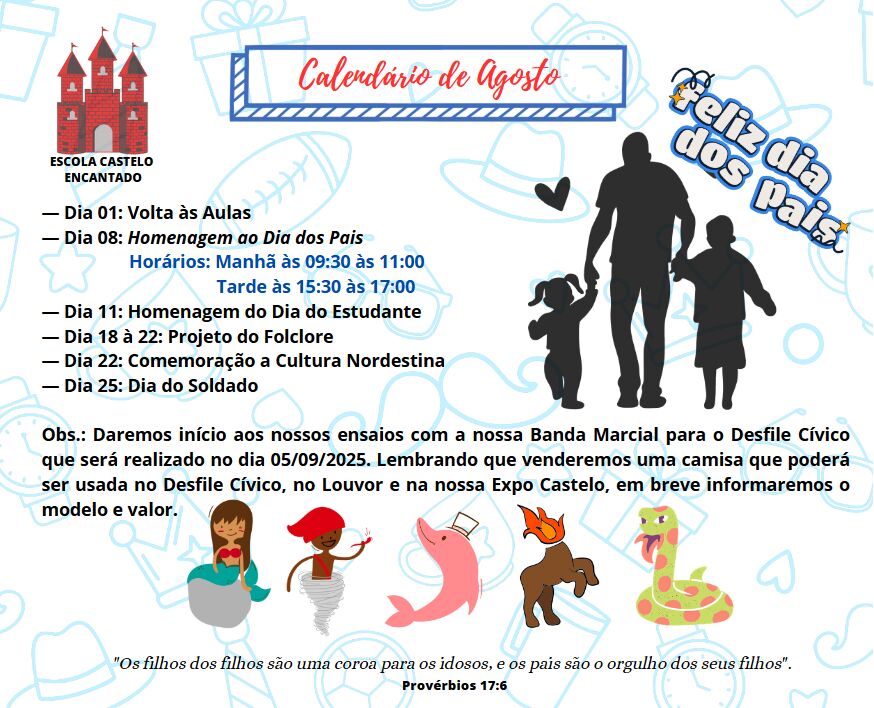 Calendário de Agosto
feliz dia
dos pais
ESCOLA CASTELO
ENCANTADO
— Dia 01: Volta às Aulas
— Dia 08: Homenagem ao Dia dos Pais
Horários: Manhã às 09:30 às 11:00
Tarde às 15:30 às 17:00
— Dia 11: Homenagem do Dia do Estudante
— Dia 18 à 22: Projeto do Folclore
— Dia 22: Comemoração a Cultura Nordestina
— Dia 25: Dia do Soldado
Obs.: Daremos início aos nossos ensaios com a nossa Banda Marcial para o Desfile Cívico
que será realizado no dia 05/09/2025. Lembrando que venderemos uma camisa que poderá
ser usada no Desfile Cívico, no Louvor e na nossa Expo Castelo, em breve informaremos o
modelo e valor.
"Os filhos dos filhos são uma coroa para os idosos, e os pais são o orgulho dos seus filhos".
Provérbios 17:6